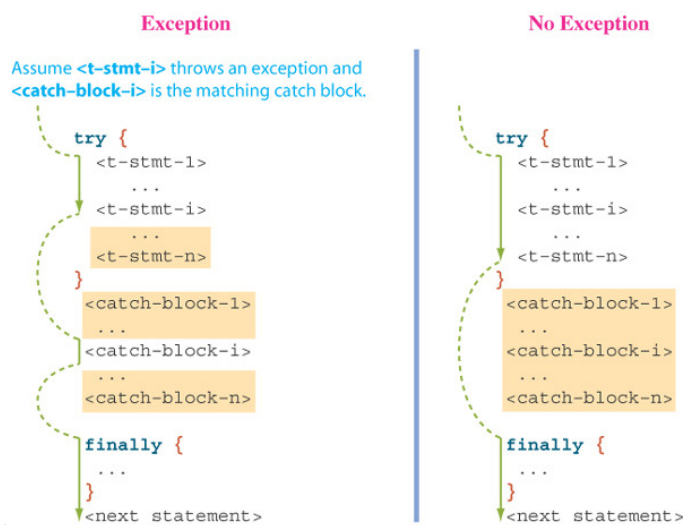 Exception
Assume <t-stmt-i> throws an exception and
<catch-block-i> is the matching catch block.
try {
<t-stmt-1>
...
<t-stmt-i>
...
<t-stmt-n>
}
<catch-block-1>
...
<catch-block-i>
...
<catch-block-n>
finally {
...
}
<next statement>
No Exception
try {
<t-stmt-1>
...
<t-stmt-i>
...
<t-stmt-n>
}
<catch-block-1>
...
<catch-block-i>
...
<catch-block-n>
finally {
...
}
<next statement>